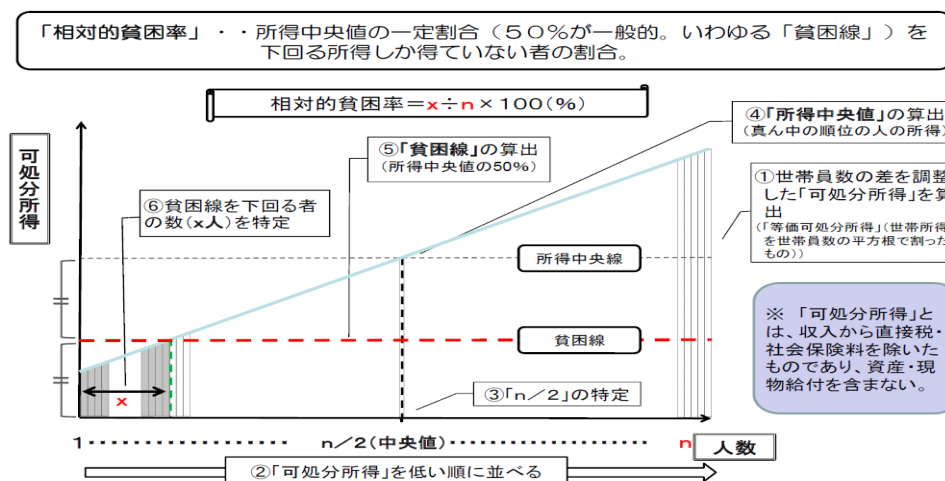 「相対的貧困率」・・所得中央値の一定割合（５０％が一般的。いわゆる「貧困線」）を
下回る所得しか得ていない者の割合。
相対的貧困率＝x÷n×100(%)
可処分所得
④「所得中央値」の算出
(真ん中の順位の人の所得)
⑤「貧困線」の算出
(所得中央値の50%)
①世帯員数の差を調整
した「可処分所得」を算
出
(「等価可処分所得」(世帯所得
を世帯員数の平方根で割った
もの))
⑥貧困線を下回る者
の数(x人)を特定
所得中央線
※ 「可処分所得」と
は、収入から直接税・
社会保険料を除いた
ものであり、資産・現
物給付を含まない。
貧困線
x
③「n／2」の特定
1‥‥‥‥‥‥‥‥ n／2(中央値)‥‥‥‥‥‥‥‥‥ n 人数
②「可処分所得」を低い順に並べる